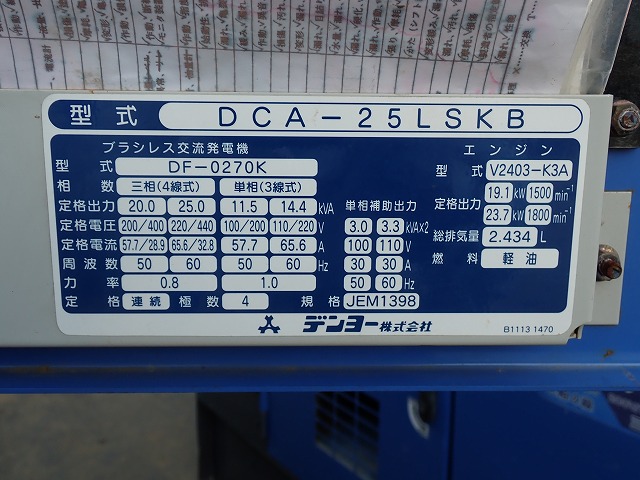 型式 DCA-25LSKB
ブラシレス交流発電機
型式 DF-0270K
相数 三相(4線式) 単相(3線式)
定格出力 20.0 25.0 11.5 14.4 kVA
定格電圧 200/400 220/440 100/200 110/220 V
定格電流 57.7/28.9 65.6/32.8 57.7 65.6 A
周波数 50 60 50 60 Hz
力率 0.8 1.0
定格 連続 極数 4 規格 JEM1398
単相補助出力
3.0 3.3 kVA×2
100 110 V
30 30 A
50 60 Hz
エンジン
型式 V2403-K3A
定格出力 19.1 kW 1500 min⁻¹
23.7 kW 1800 min⁻¹
総排気量 2.434 L
燃料 軽油
デンヨー株式会社
B1113 1470